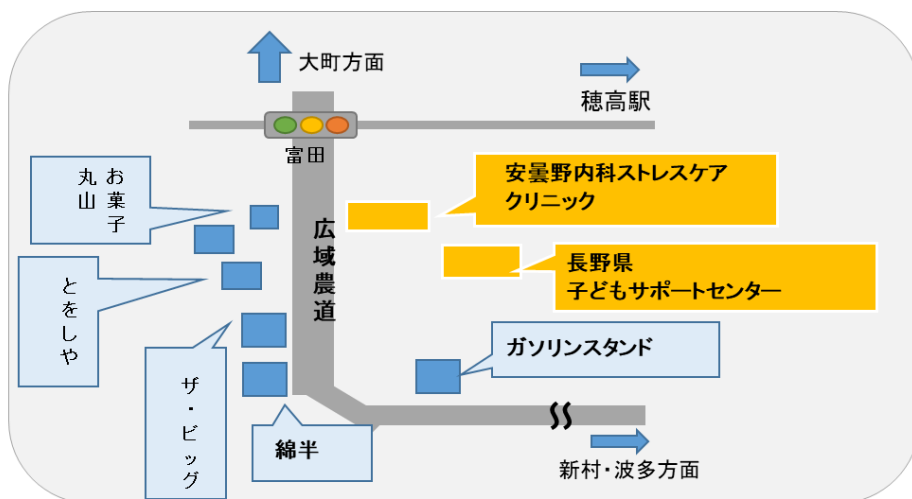 大町方面
穂高駅
富田
お菓子
丸山
広域農道
安曇野内科ストレスケア
クリニック
長野県
子どもサポートセンター
とをしや
ガソリンスタンド
ザ・ビッグ
綿半
新村・波多方面